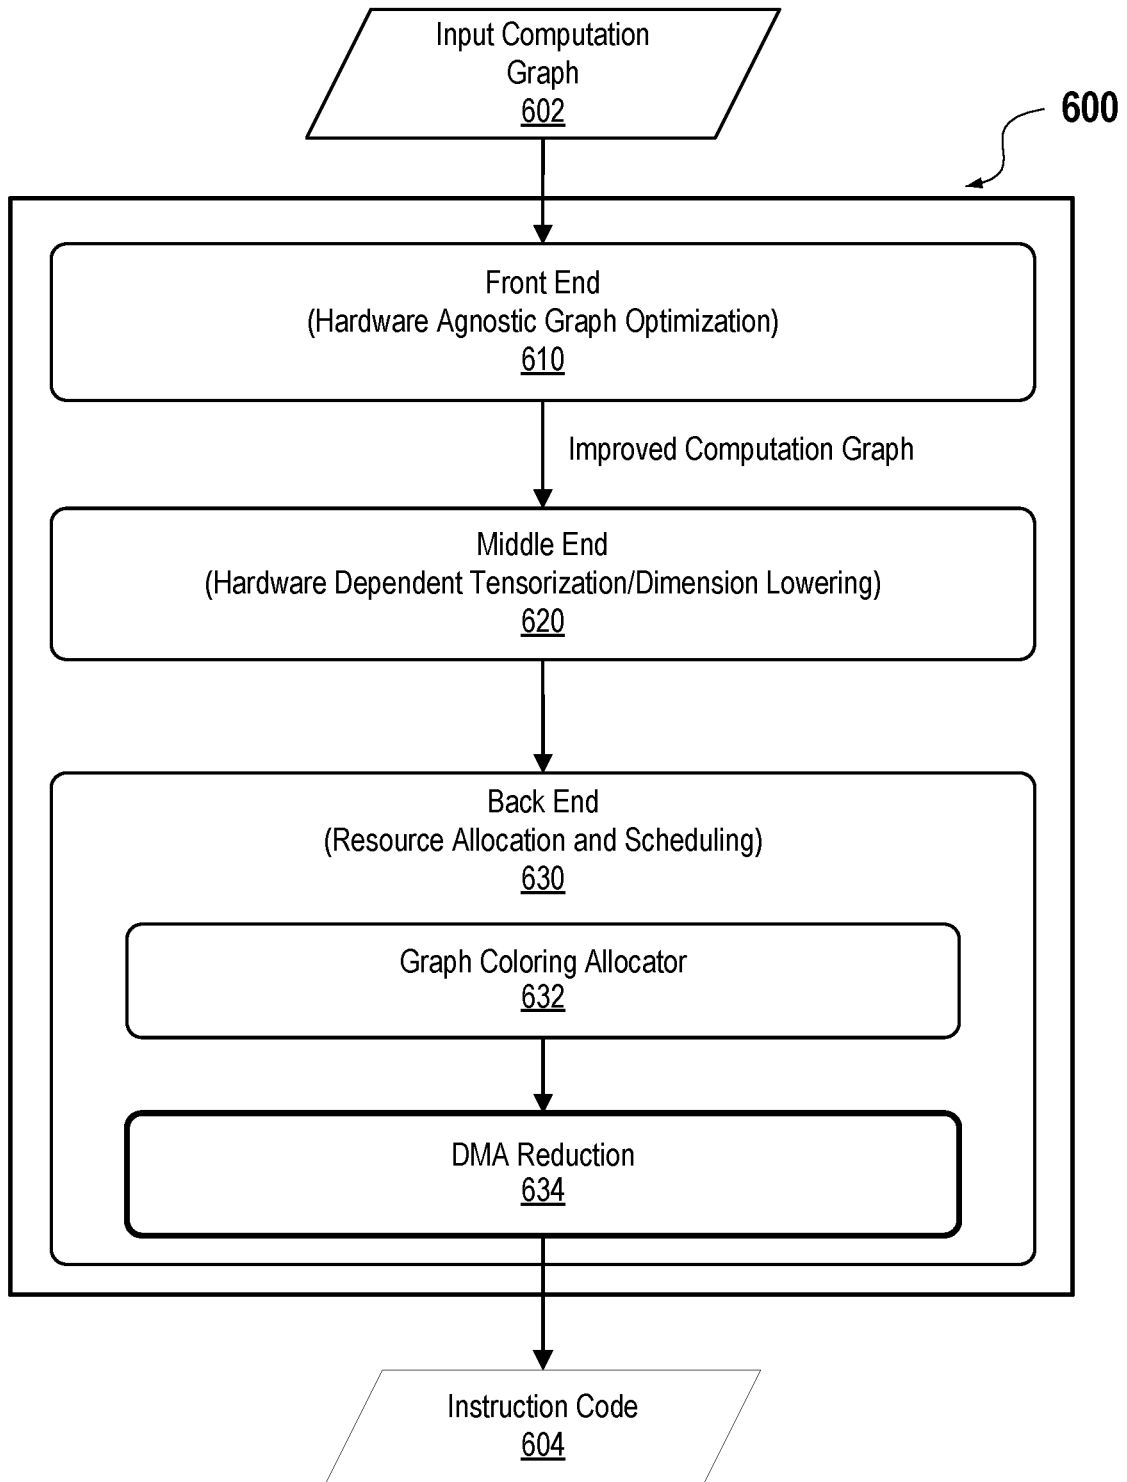 Input Computation
Graph
602
600
Front End
(Hardware Agnostic Graph Optimization)
610
Improved Computation Graph
Middle End
(Hardware Dependent Tensorization/Dimension Lowering)
620
Back End
(Resource Allocation and Scheduling)
630
Graph Coloring Allocator
632
DMA Reduction
634
Instruction Code
604